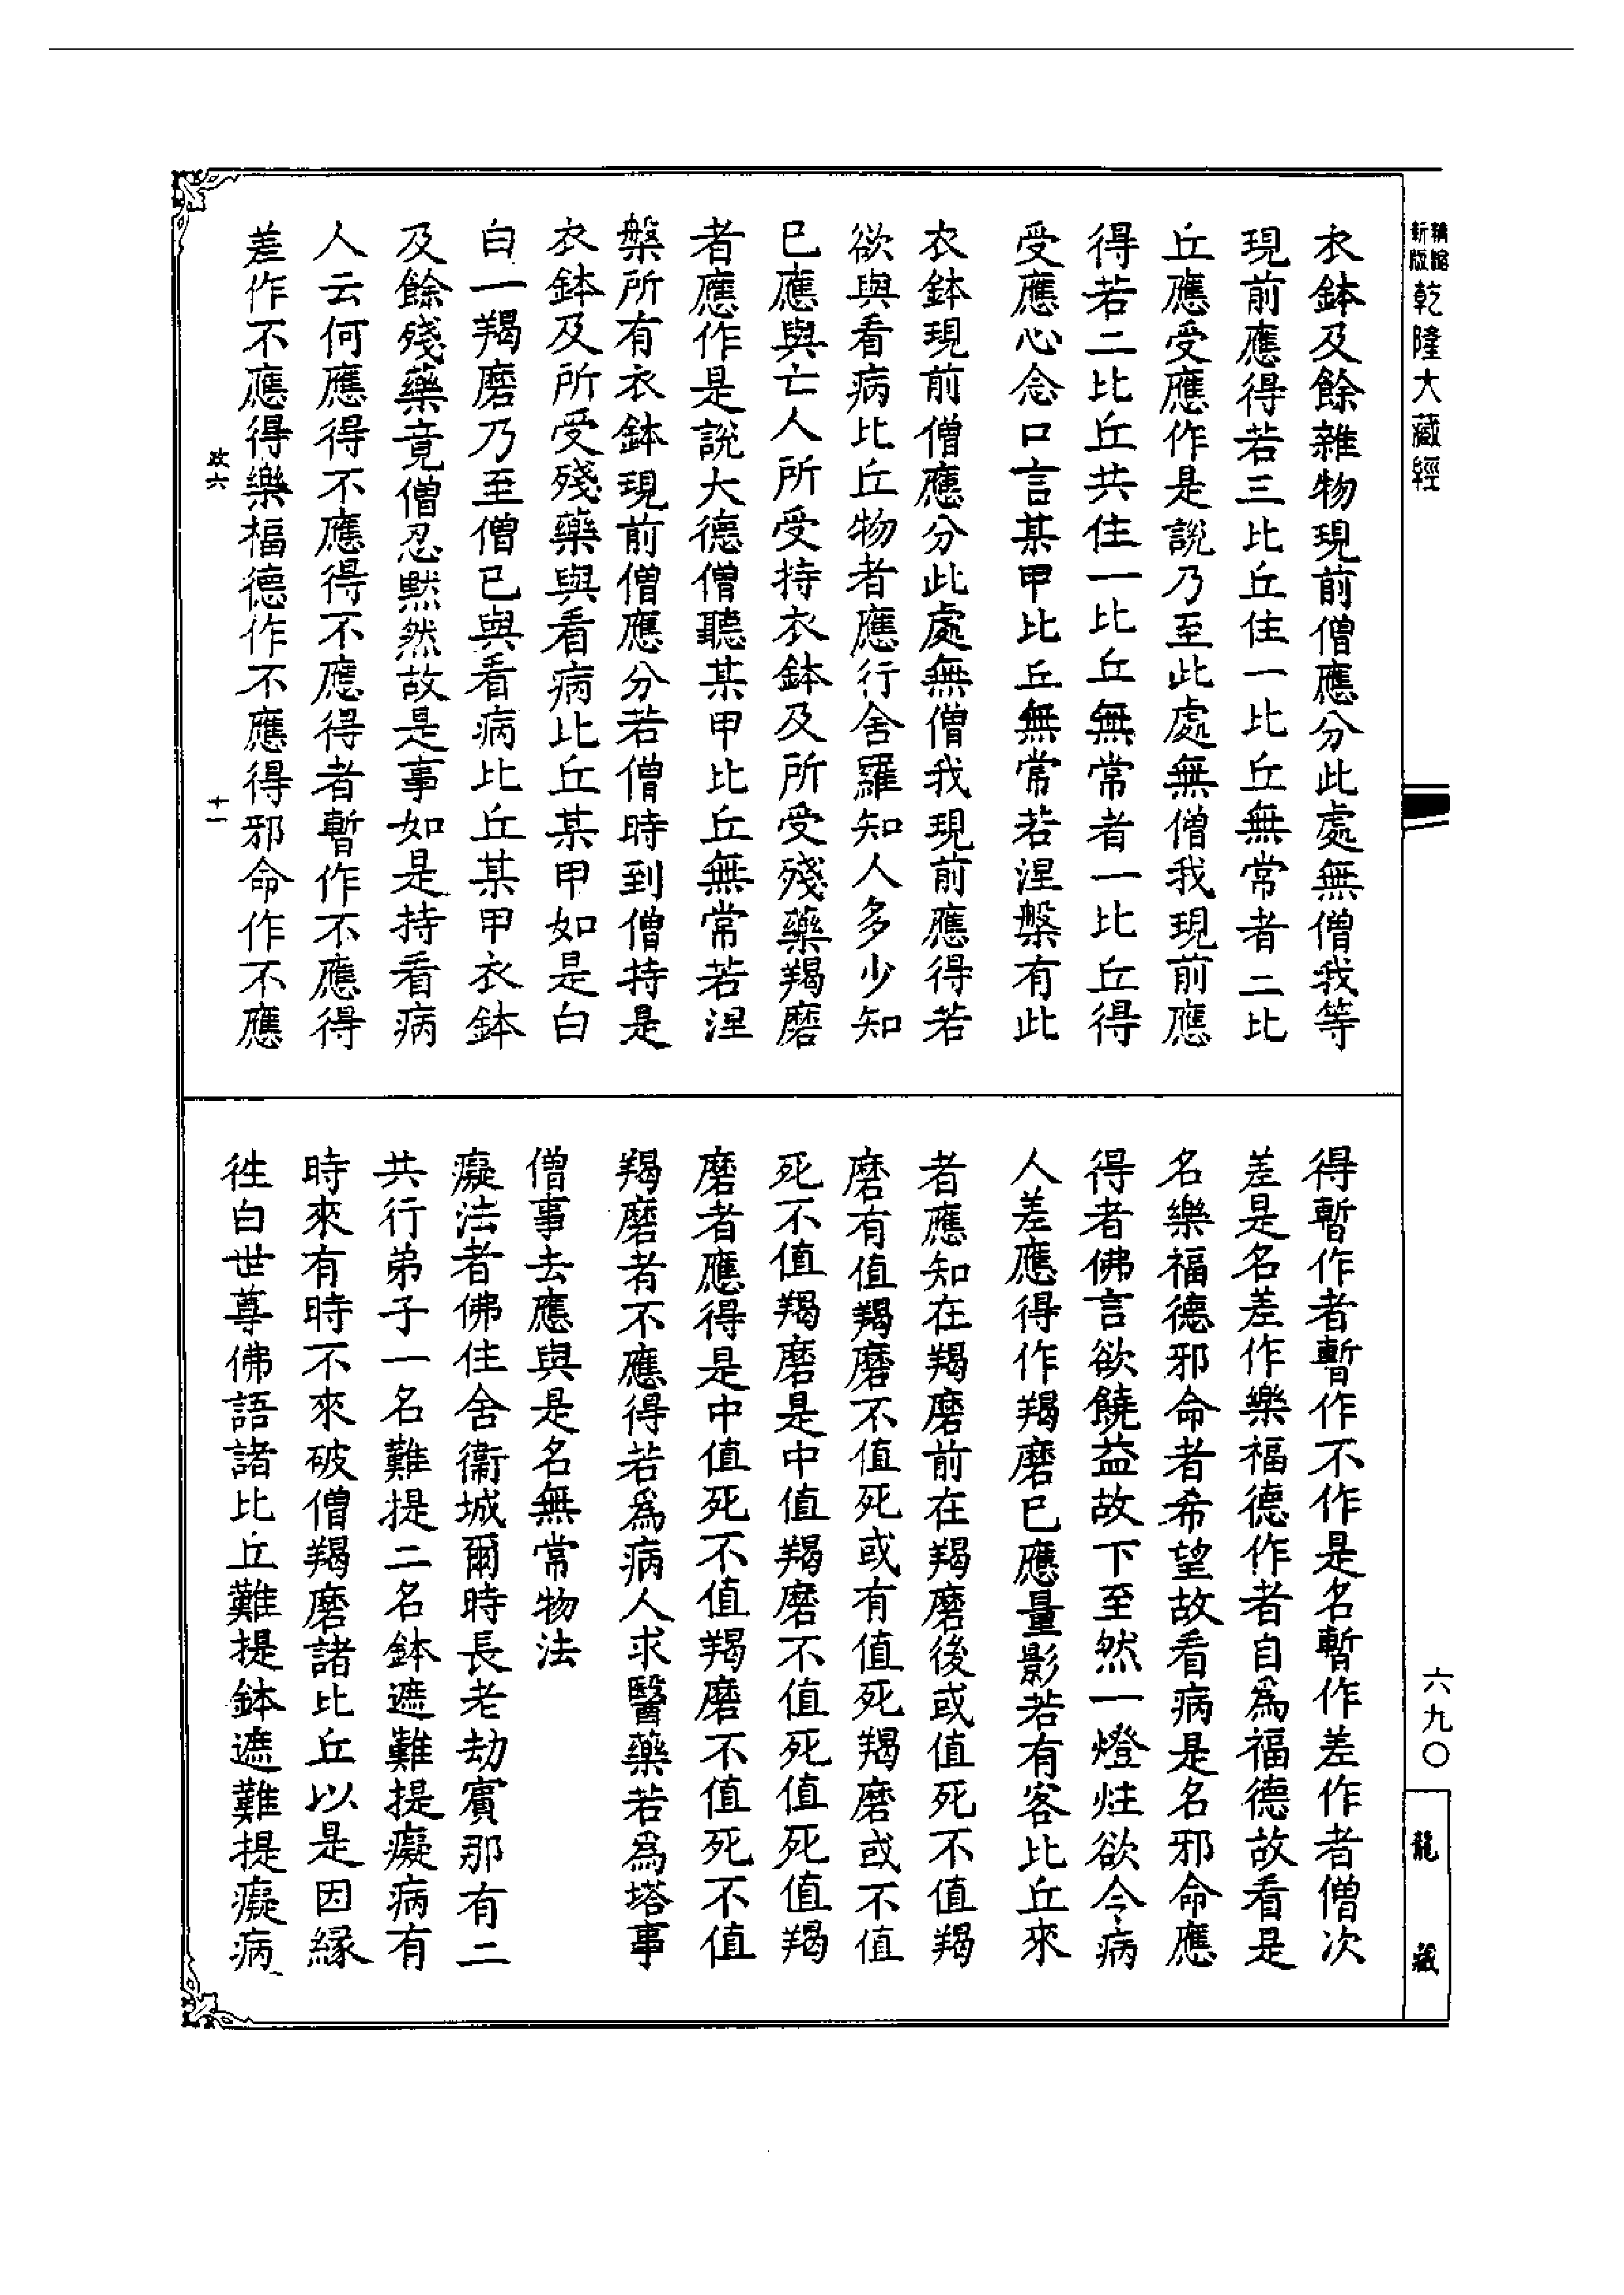 新版
乾隆大藏經
衣鉢及餘雜物現前僧應分此處無僧我等
現前應得若三比丘住一比丘無常者二比
丘應受應作是說乃至此處無僧我現前應
得若二比丘共住一比丘無常者一比丘得
受應心念口言某甲比丘無常若涅槃有此
衣鉢現前僧應分此處無僧我現前應得若
欲與看病比丘物者應行舍羅知人多少知
已應與亡人所受持衣鉢及所受殘藥羯磨
者應作是說大德僧聽某甲比丘無常若涅
槃所有衣鉢現前僧應分若僧時到僧持是
衣鉢及所受殘藥與看病比丘某甲如是白
白一羯磨乃至僧已與看病比丘某甲衣鉢
及餘殘藥竟僧忍默然故是事如是持看病
人云何應得不應得不應得者暫作不應得
差作不應得樂福德作不應得邪命作不應
政六
十一
得暫作者暫作不作是名暫作差作者僧次
差是名差作樂福德作者自為福德故看是
名樂福德邪命者希望故看病是名邪命應
得者佛言欲饒益故下至然一燈炷欲令病
人差應得作羯磨已應量影若有客比丘來
者應知在羯磨前在羯磨後或值死不值羯
磨有值羯磨不值死或有值死羯磨或不值
死不值羯磨是中值羯磨不值死值死值羯
磨者應得是中值死不值羯磨不值死不值
羯磨者不應得若為病人求醫藥若為塔事
僧事去應與是名無常物法
癡法者佛住舍衛城爾時長老劫賓那有二
共行弟子一名難提二名鉢遮難提癡病有
時來有時不來破僧羯磨諸比丘以是因緣
往白世尊佛語諸比丘難提鉢遮難提癡病
六九〇
龍藏